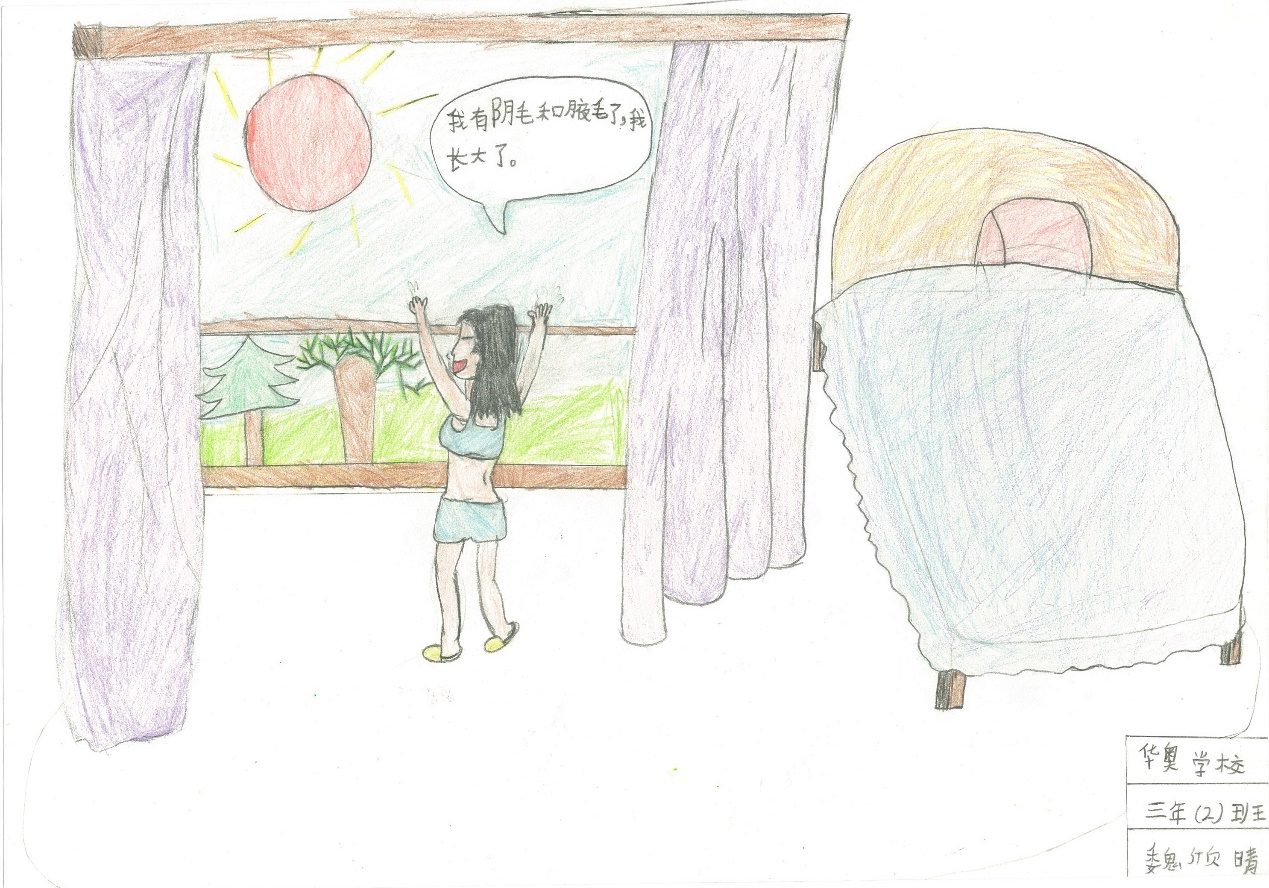 我有阴毛和腋毛了,我
长大了。
华奥学校
三年(2)班
魏欣晴